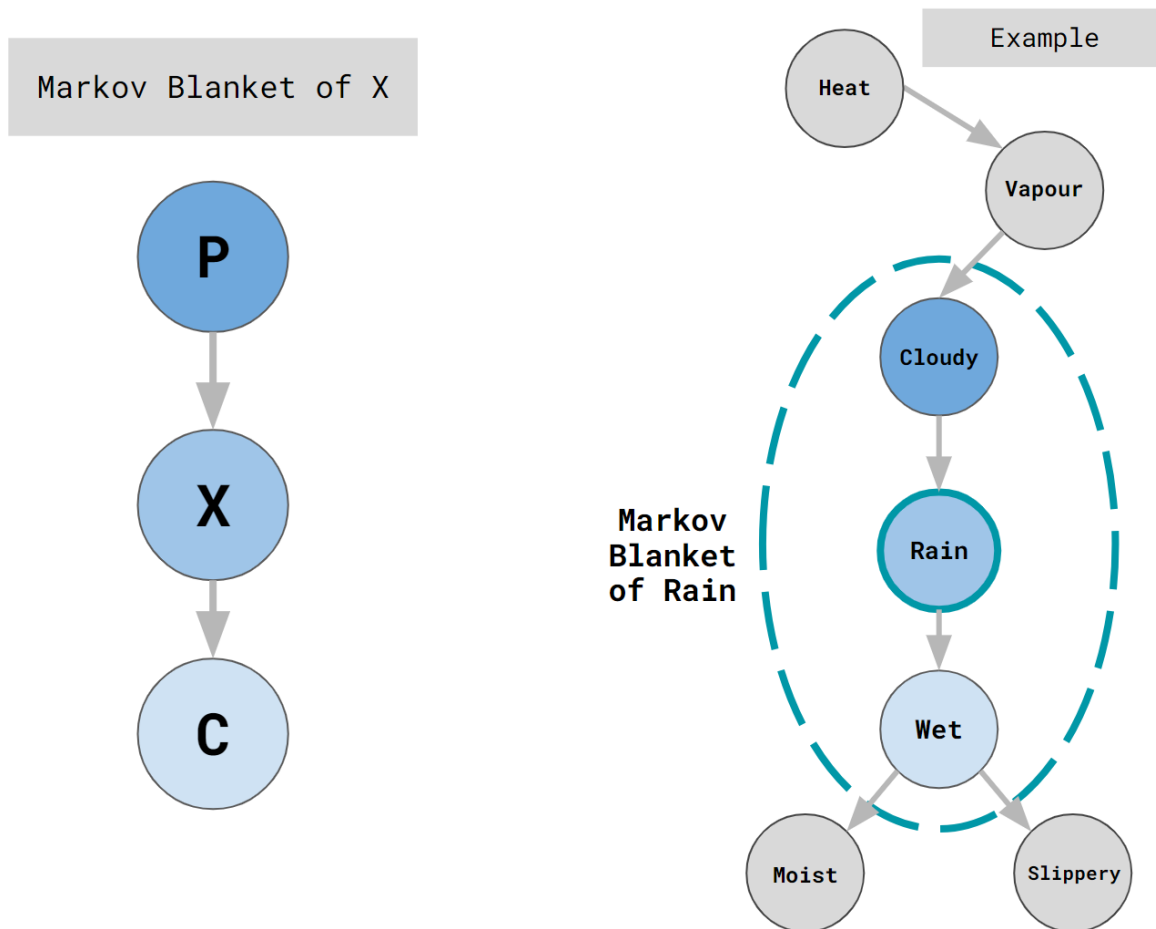 Markov Blanket of X
P
X
C
Example
Heat
Vapour
Cloudy
Markov
Blanket
of Rain
Rain
Wet
Moist
Slippery